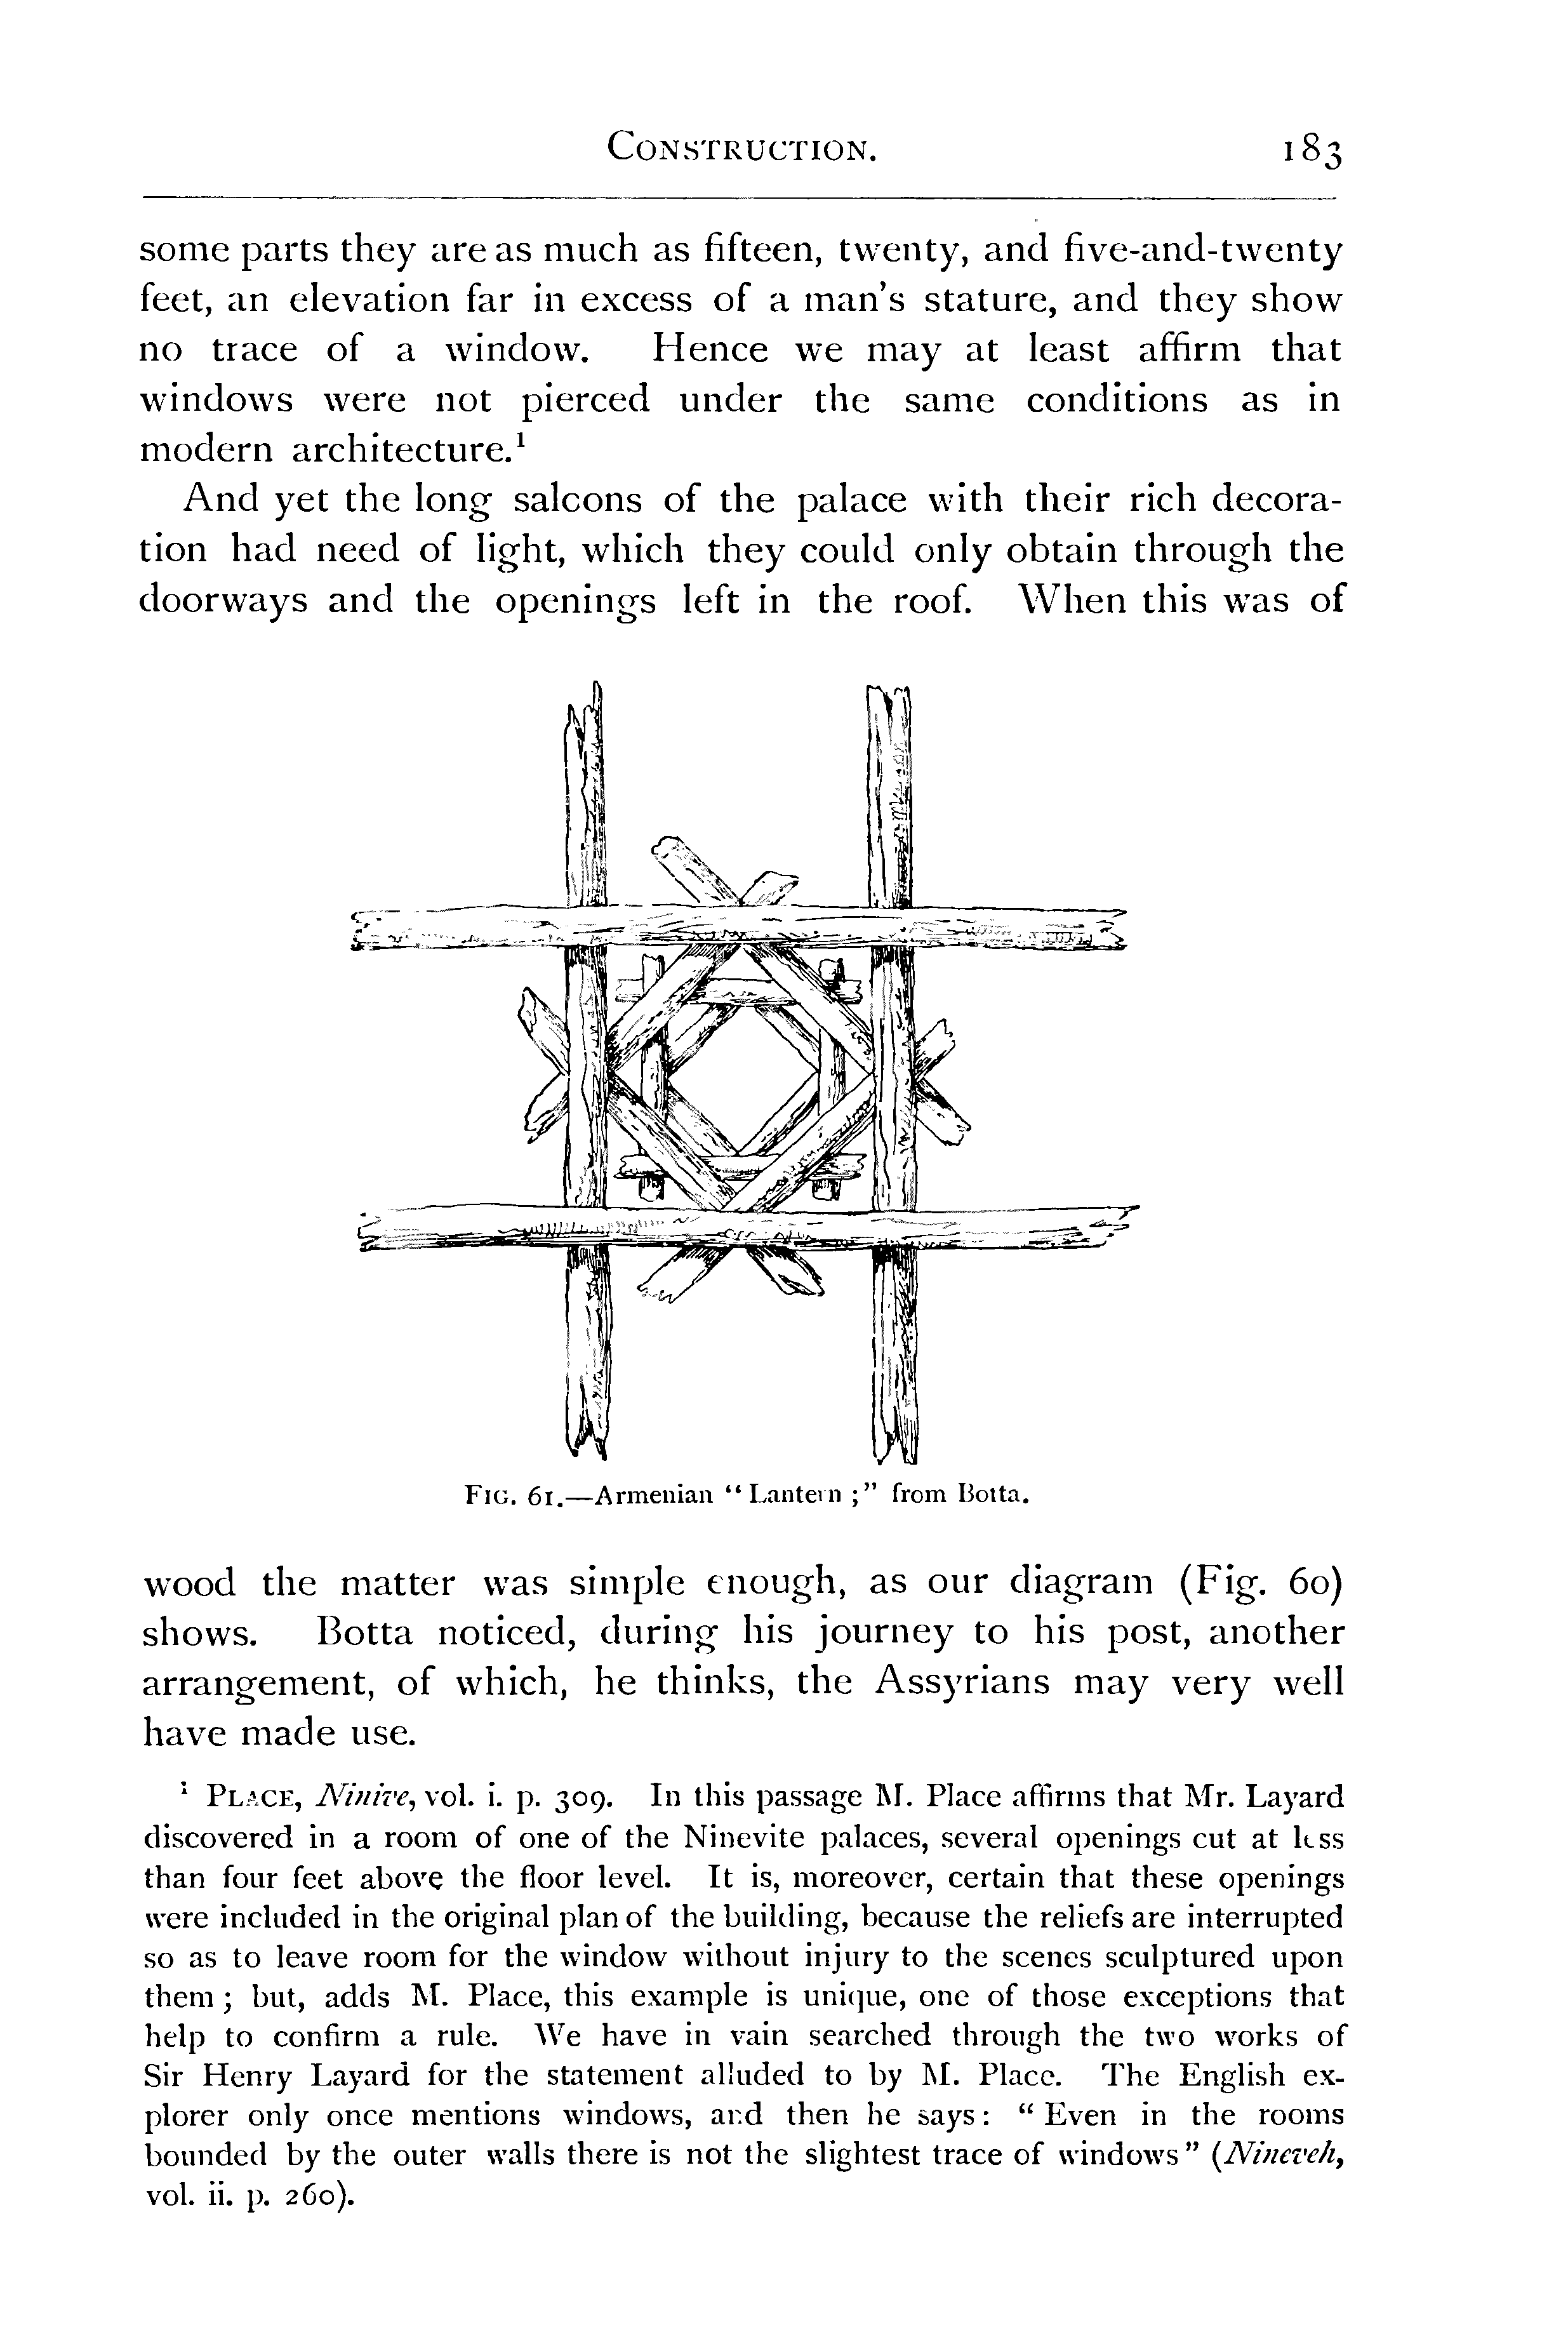 CONSTRUCTION. 183
some parts they are as much as fifteen, twenty, and five-and-twenty
feet, an elevation far in excess of a man's stature, and they show
no trace of a window. Hence we may at least affirm that
windows were not pierced under the same conditions as in
modern architecture.¹
And yet the long saloons of the palace with their rich decora-
tion had need of light, which they could only obtain through the
doorways and the openings left in the roof. When this was of
FIG. 61.—Armenian “Lantern ;” from Botta.
wood the matter was simple enough, as our diagram (Fig. 60)
shows. Botta noticed, during his journey to his post, another
arrangement, of which, he thinks, the Assyrians may very well
have made use.
¹ PLACE, Ninive, vol. i. p. 309. In this passage M. Place affirms that Mr. Layard
discovered in a room of one of the Ninevite palaces, several openings cut at less
than four feet above the floor level. It is, moreover, certain that these openings
were included in the original plan of the building, because the reliefs are interrupted
so as to leave room for the window without injury to the scenes sculptured upon
them ; but, adds M. Place, this example is unique, one of those exceptions that
help to confirm a rule. We have in vain searched through the two works of
Sir Henry Layard for the statement alluded to by M. Place. The English ex-
plorer only once mentions windows, and then he says: “Even in the rooms
bounded by the outer walls there is not the slightest trace of windows” (Nineveh,
vol. ii. p. 260).